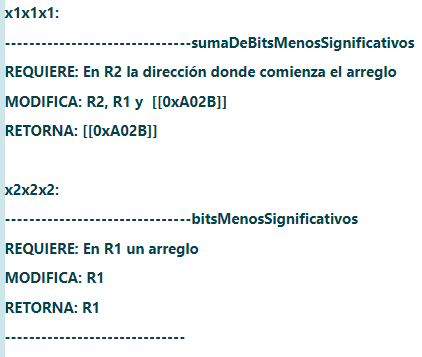 x1x1x1:
-------------------------------sumaDeBitsMenosSignificativos
REQUIERE: En R2 la dirección donde comienza el arreglo
MODIFICA: R2, R1 y  [[0xA02B]]
RETORNA: [[0xA02B]]
x2x2x2:
-------------------------------bitsMenosSignificativos
REQUIERE: En R1 un arreglo
MODIFICA: R1
RETORNA: R1
------------------------------